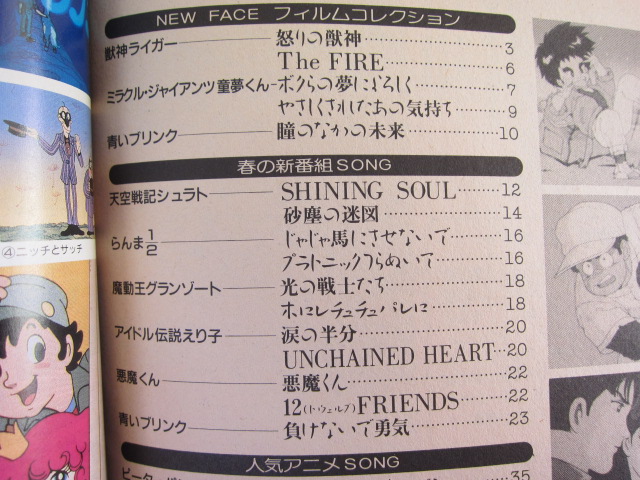 NEW FACE フィルムコレクション
獣神ライガー 怒りの獣神 3
The FIRE 6
ミラクル・ジャイアンツ童夢くん ボクらの夢によろしく 7
やさしくされたあの気持ち 9
青いブリンク 瞳のなかの未来 10
春の新番組SONG
天空戦記シュラト SHINING SOUL 12
砂塵の迷図 14
らんま1/2 じゃじゃ馬にさせないで 16
プラトニックつらぬいて 16
魔動王グランゾート 光の戦士たち 18
ホにレチュチュパレに 18
アイドル伝説えり子 涙の半分 20
UNCHAINED HEART 20
悪魔くん 悪魔くん 22
12(トゥェルブ)FRIENDS 22
青いブリンク 負けないで勇気 23
人気アニメSONG
ピーター 35
④ニッチとサッチ